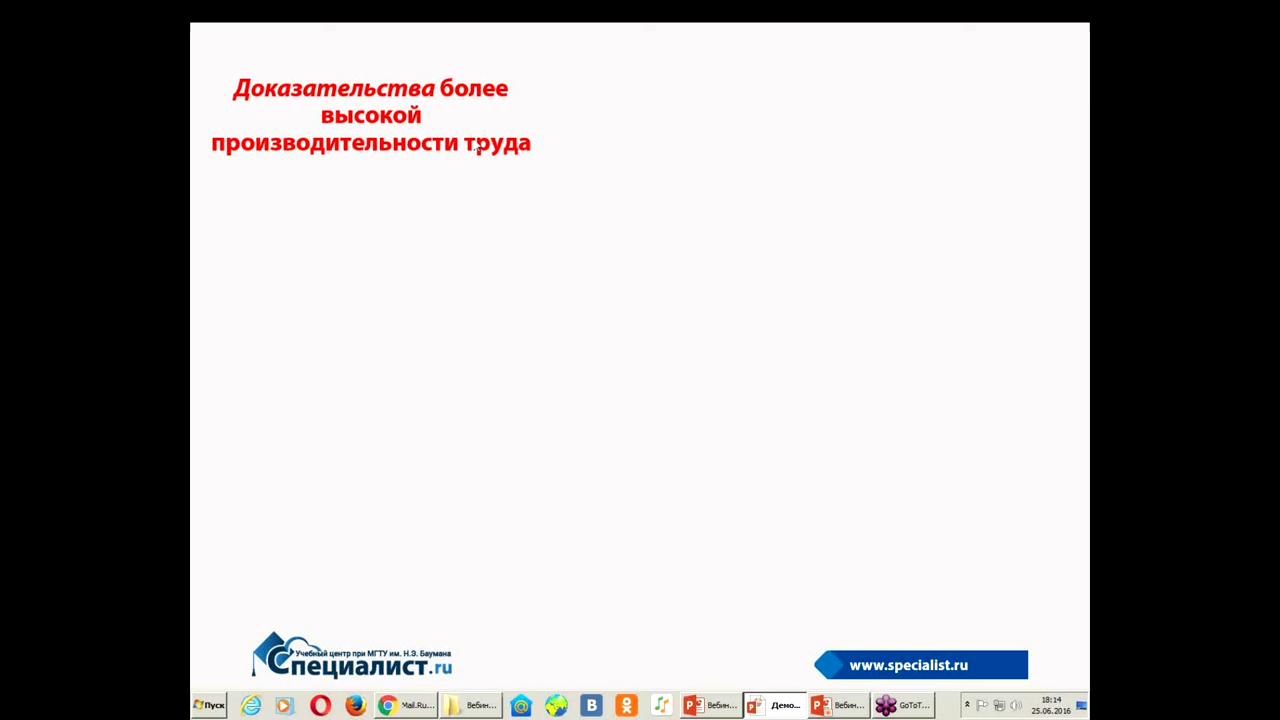 Доказательства более
высокой
производительности труда
Учебный центр при МГТУ им. Н.Э. Баумана
Специалист.ru
www.specialist.ru
Пуск
Mail.Ru...
Вебин...
Вебин...
Демо...
Вебин...
GoToT...
18:14
25.06.2016